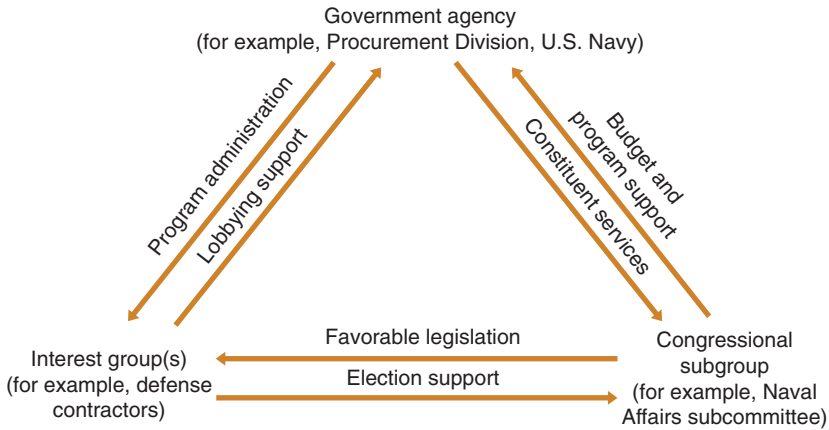 Government agency
(for example, Procurement Division, U.S. Navy)
Program administration
Lobbying support
Budget and
program support
Constituent services
Favorable legislation
Election support
Interest group(s)
(for example, defense
contractors)
Congressional
subgroup
(for example, Naval
Affairs subcommittee)